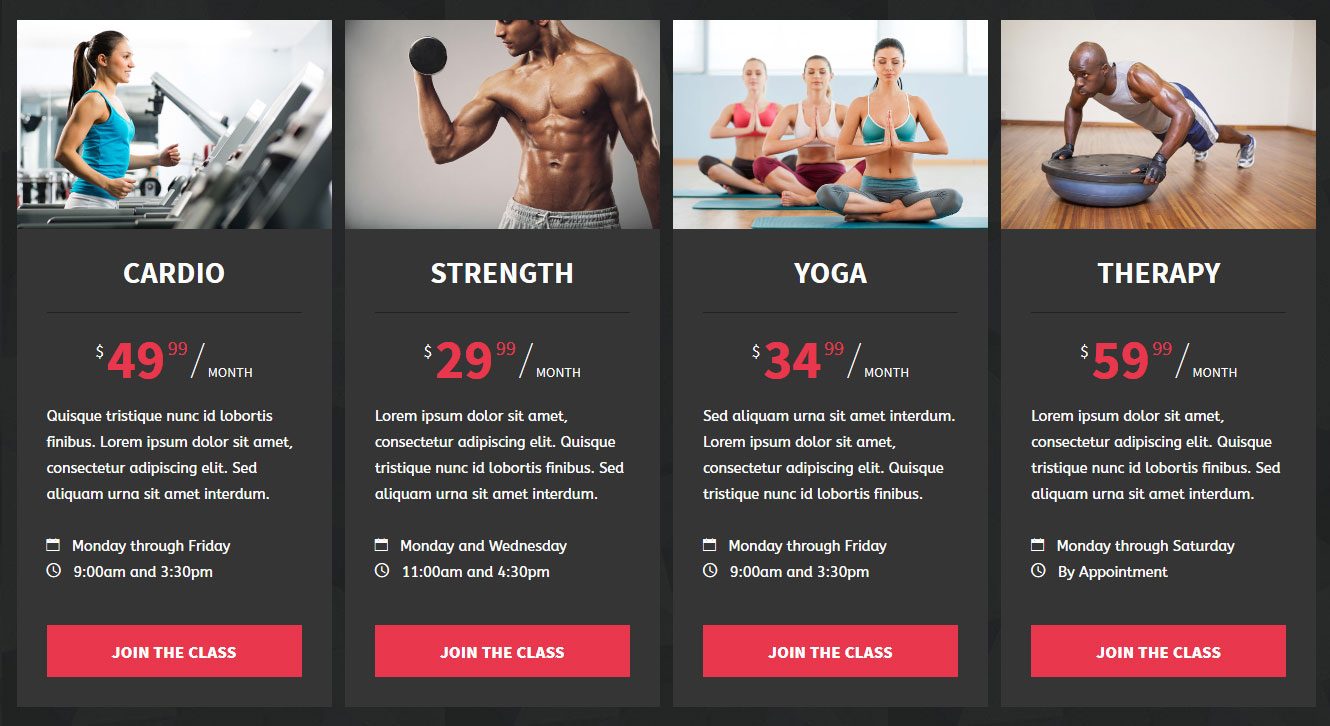 CARDIO
$49 99/ MONTH
Quisque tristique nunc id lobortis
finibus. Lorem ipsum dolor sit amet,
consectetur adipiscing elit. Sed
aliquam urna sit amet interdum.
Monday through Friday
9:00am and 3:30pm
JOIN THE CLASS
STRENGTH
$29 99/ MONTH
Lorem ipsum dolor sit amet,
consectetur adipiscing elit. Quisque
tristique nunc id lobortis finibus. Sed
aliquam urna sit amet interdum.
Monday and Wednesday
11:00am and 4:30pm
JOIN THE CLASS
YOGA
$34 99/ MONTH
Sed aliquam urna sit amet interdum.
Lorem ipsum dolor sit amet,
consectetur adipiscing elit. Quisque
tristique nunc id lobortis finibus.
Monday through Friday
9:00am and 3:30pm
JOIN THE CLASS
THERAPY
$59 99/ MONTH
Lorem ipsum dolor sit amet,
consectetur adipiscing elit. Quisque
tristique nunc id lobortis finibus. Sed
aliquam urna sit amet interdum.
Monday through Saturday
By Appointment
JOIN THE CLASS